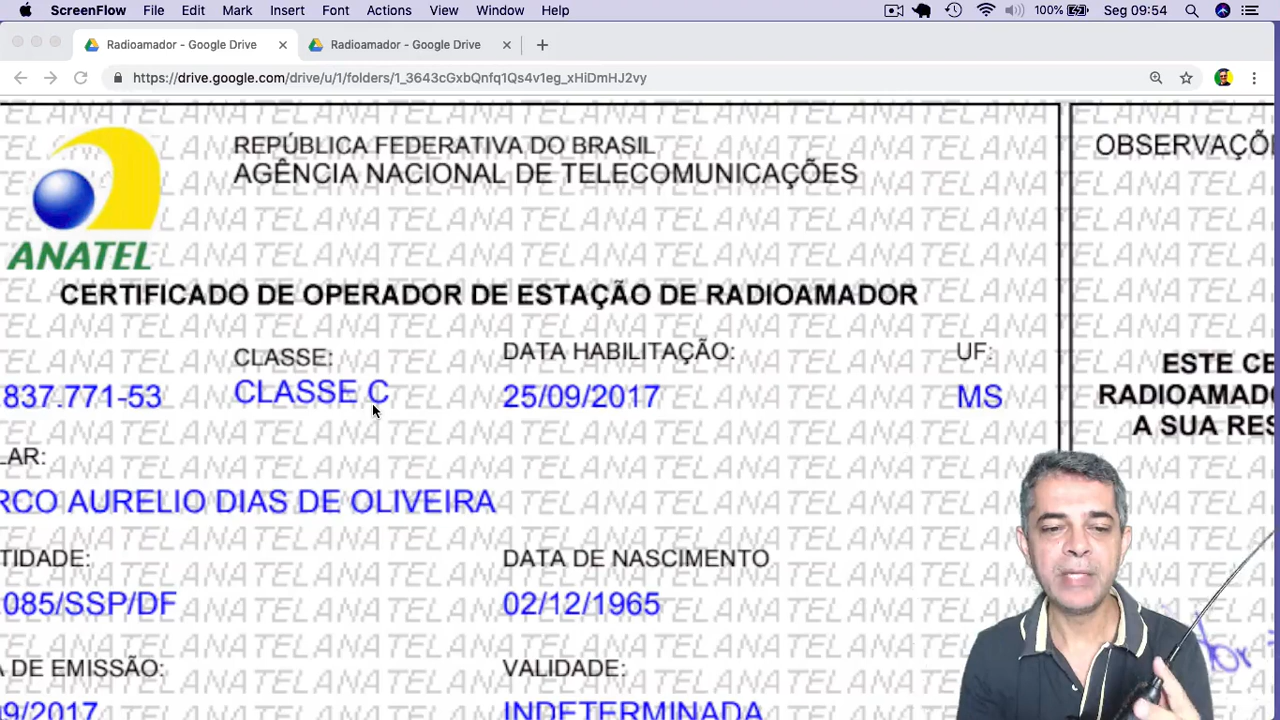 ScreenFlow File Edit Mark Insert Font Actions View Window Help 100% Seg 09:54
Radioamador - Google Drive Radioamador - Google Drive
https://drive.google.com/drive/u/1/folders/1_3643cGxbQnfq1Qs4v1eg_xHiDmHJ2vy
REPÚBLICA FEDERATIVA DO BRASIL
AGÊNCIA NACIONAL DE TELECOMUNICAÇÕES
ANATEL
CERTIFICADO DE OPERADOR DE ESTAÇÃO DE RADIOAMADOR
CLASSE: DATA HABILITAÇÃO: UF:
837.771-53 CLASSE C 25/09/2017 MS
LAR:
RCO AURELIO DIAS DE OLIVEIRA
TIDADE: DATA DE NASCIMENTO
085/SSP/DF 02/12/1965
A DE EMISSÃO: VALIDADE:
09/2017 INDETERMINADA
OBSERVAÇÕ
ESTE CE
RADIOAMAD
A SUA RES